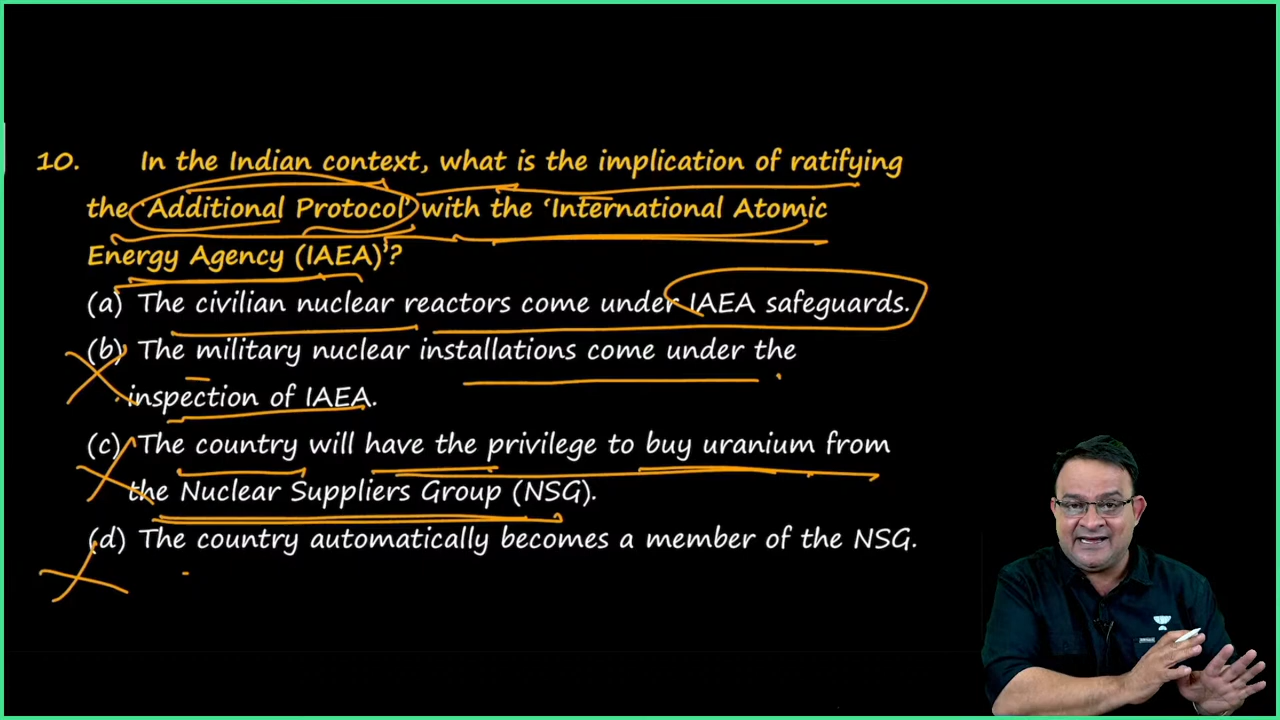 10. In the Indian context, what is the implication of ratifying
the 'Additional Protocol' with the 'International Atomic
Energy Agency (IAEA)'?
(a) The civilian nuclear reactors come under IAEA safeguards.
(b) The military nuclear installations come under the
inspection of IAEA.
(c) The country will have the privilege to buy uranium from
the Nuclear Suppliers Group (NSG).
(d) The country automatically becomes a member of the NSG.